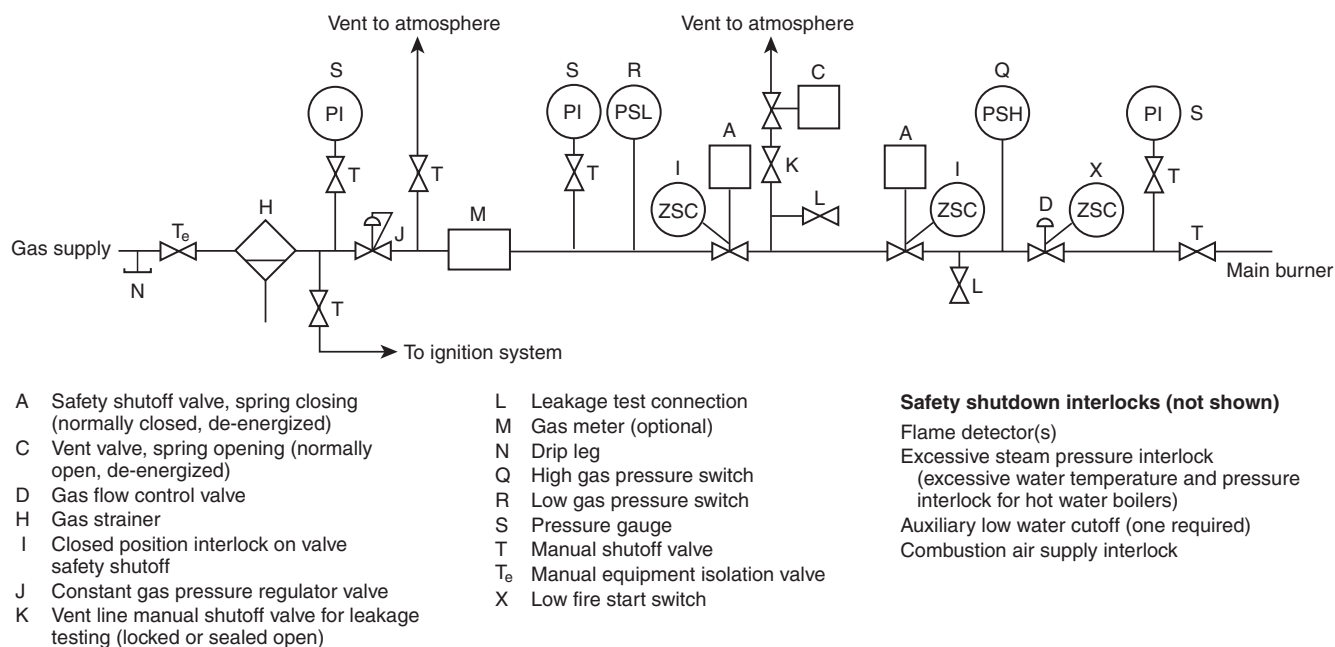 Vent to atmosphere
Vent to atmosphere
S
S
R
C
Q
PI
PI
PSL
A
A
PSH
PI
S
T
T
T
K
I
I
X
T
L
ZSC
ZSC
D
ZSC
H
M
Gas supply
Te
J
T
Main burner
N
T
L
To ignition system
A Safety shutoff valve, spring closing
(normally closed, de-energized)
C Vent valve, spring opening (normally
open, de-energized)
D Gas flow control valve
H Gas strainer
I Closed position interlock on valve
safety shutoff
J Constant gas pressure regulator valve
K Vent line manual shutoff valve for leakage
testing (locked or sealed open)
L Leakage test connection
M Gas meter (optional)
N Drip leg
Q High gas pressure switch
R Low gas pressure switch
S Pressure gauge
T Manual shutoff valve
Te Manual equipment isolation valve
X Low fire start switch
Safety shutdown interlocks (not shown)
Flame detector(s)
Excessive steam pressure interlock
(excessive water temperature and pressure
interlock for hot water boilers)
Auxiliary low water cutoff (one required)
Combustion air supply interlock